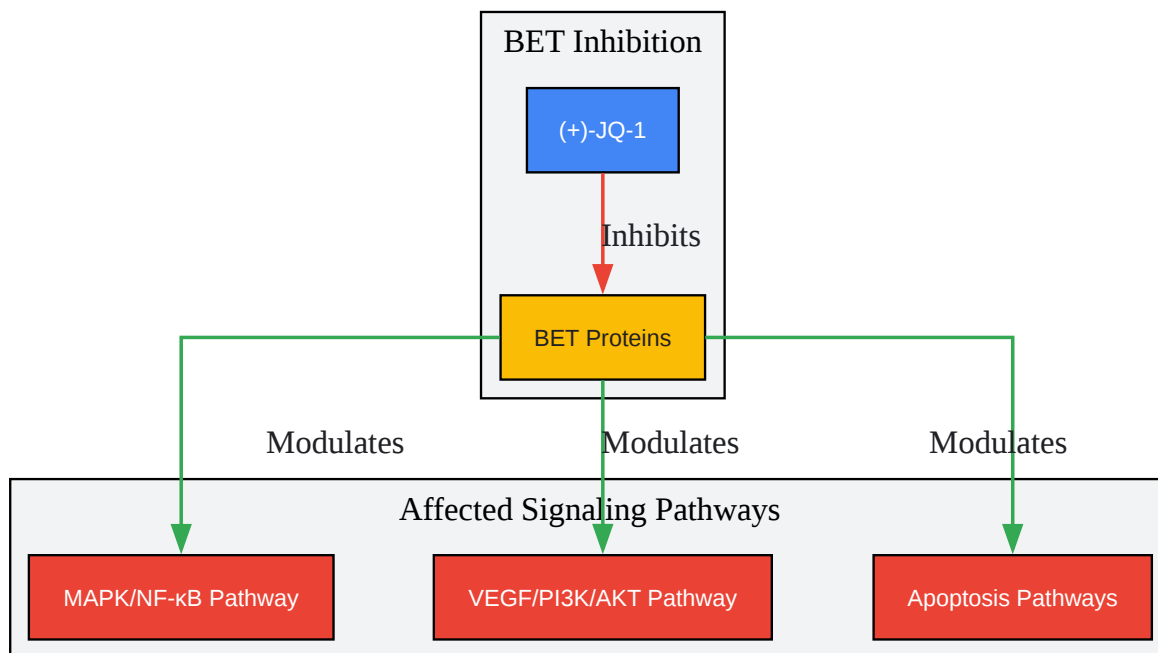 BET Inhibition
(+)-JQ-1
Inhibits
BET Proteins
Modulates
Modulates
Modulates
Affected Signaling Pathways
MAPK/NF-κB Pathway
VEGF/PI3K/AKT Pathway
Apoptosis Pathways